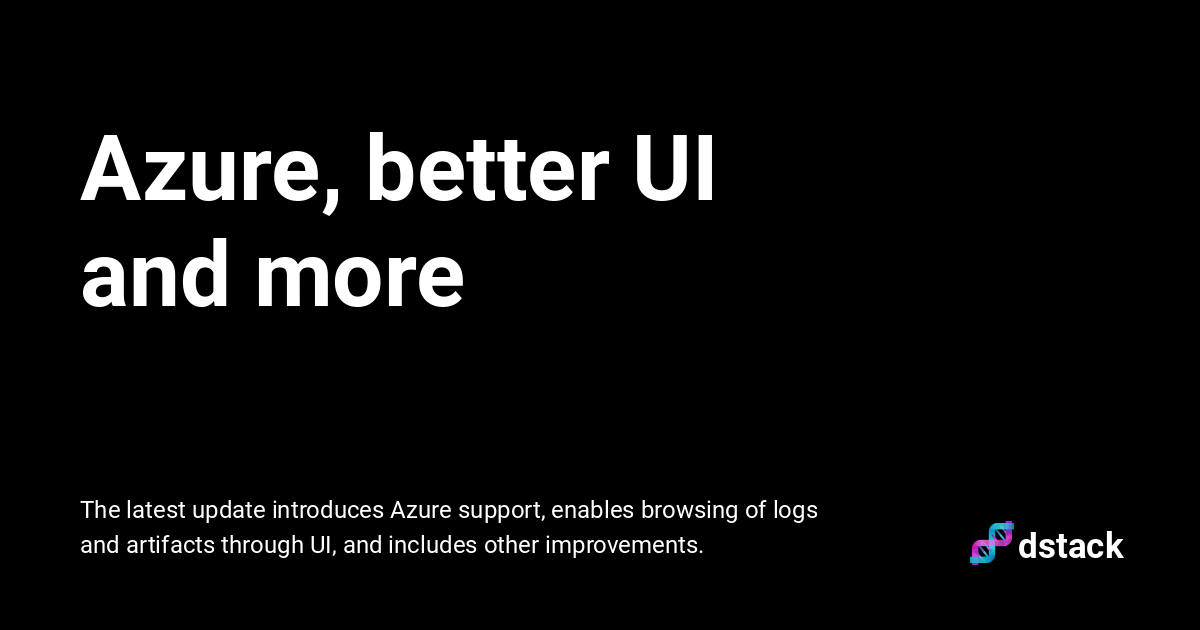 Azure, better UI
and more
The latest update introduces Azure support, enables browsing of logs
and artifacts through UI, and includes other improvements.
dstack